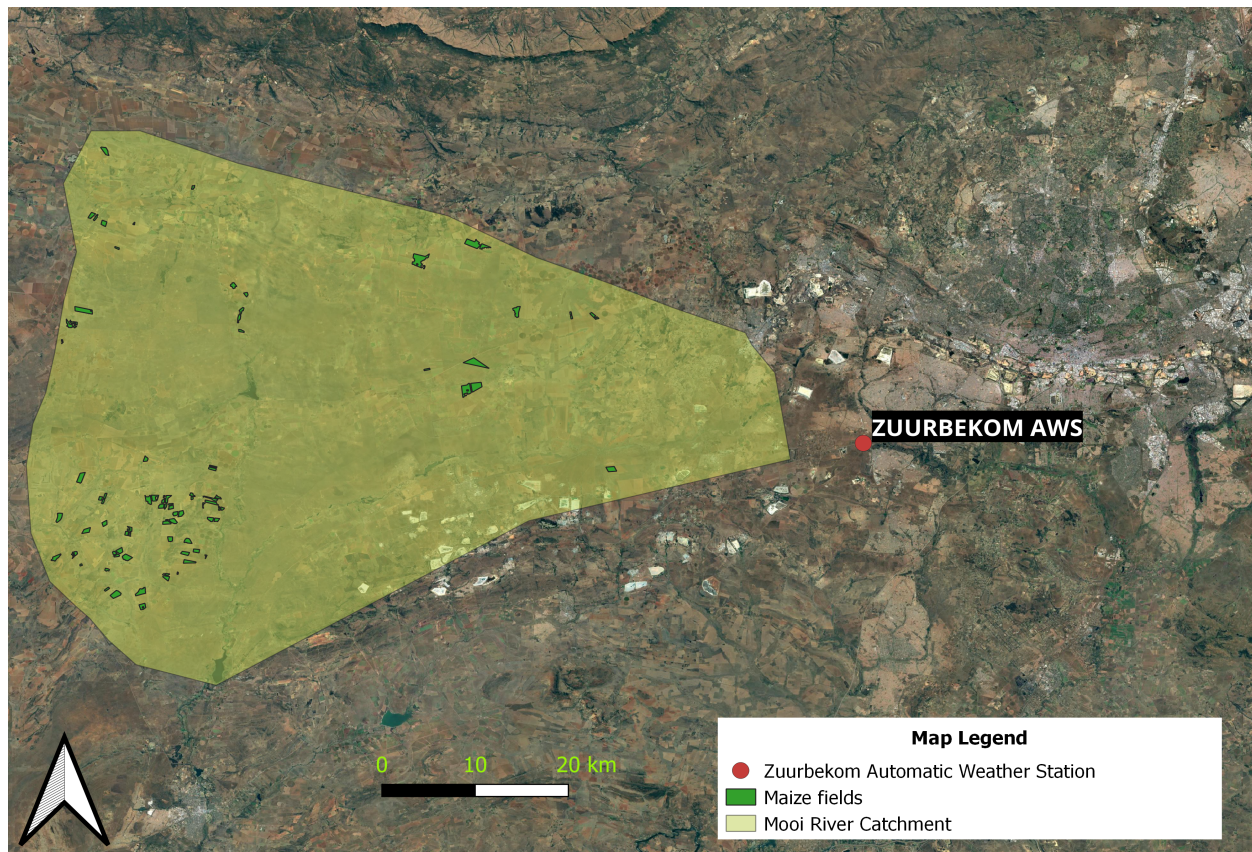 ZUURBEKOM AWS
0 10 20 km
Map Legend
Zuurbekom Automatic Weather Station
Maize fields
Mooi River Catchment